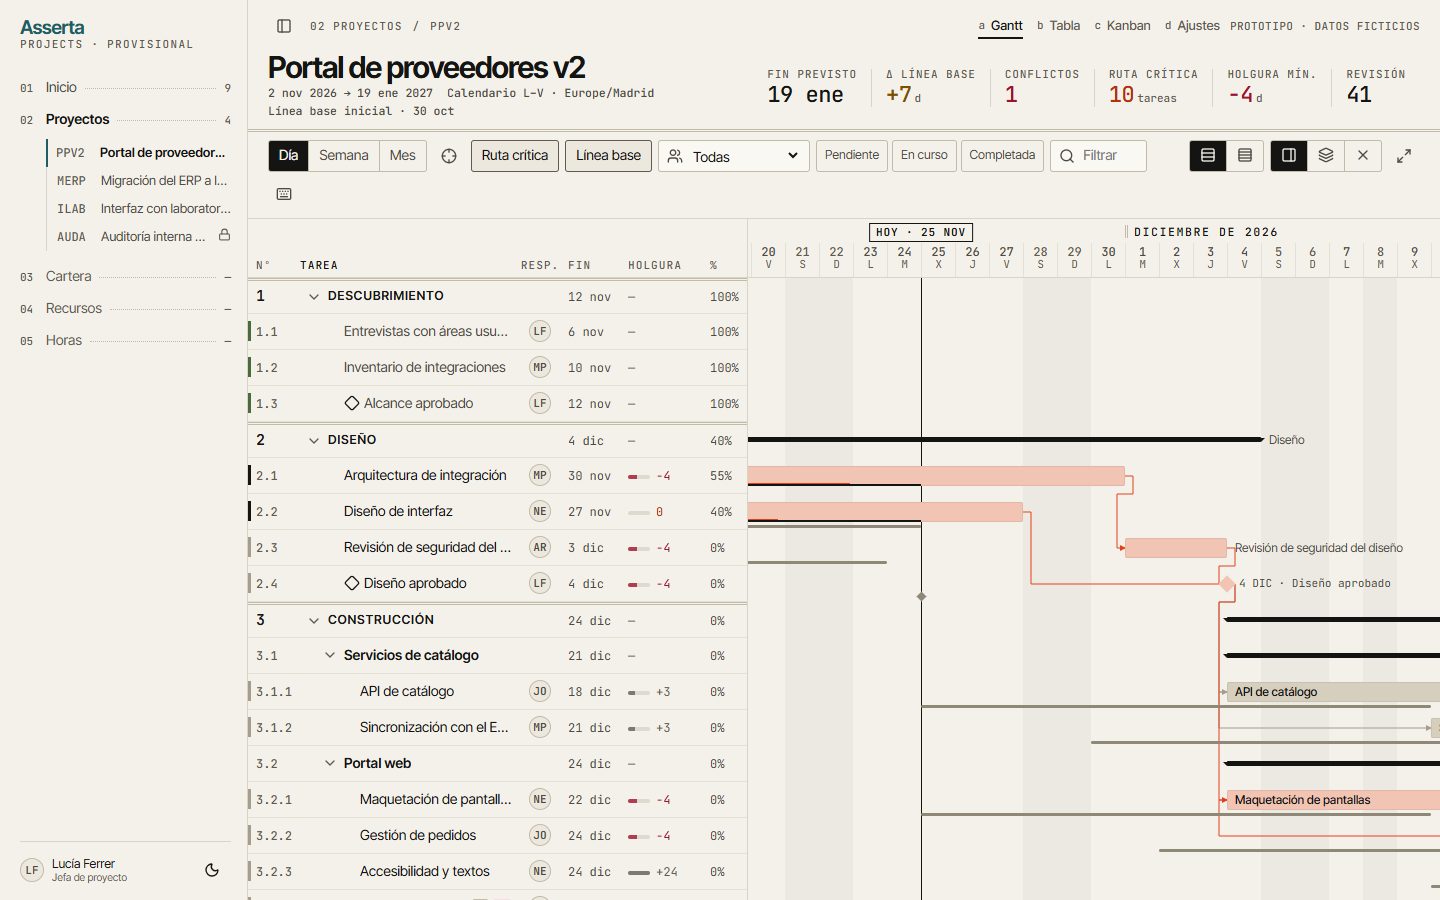 Asserta
PROJECTS · PROVISIONAL
01 Inicio 9
02 Proyectos 4
PPV2 Portal de proveedor...
MERP Migración del ERP a l...
ILAB Interfaz con laborator...
AUDA Auditoría interna ...
03 Cartera –
04 Recursos –
05 Horas –
LF Lucía Ferrer
Jefa de proyecto
02 PROYECTOS / PPV2
a Gantt b Tabla c Kanban d Ajustes PROTOTIPO · DATOS FICTICIOS
Portal de proveedores v2
2 nov 2026 → 19 ene 2027 Calendario L–V · Europe/Madrid
Línea base inicial · 30 oct
FIN PREVISTO Δ LÍNEA BASE CONFLICTOS RUTA CRÍTICA HOLGURA MÍN. REVISIÓN
19 ene +7 d 1 10 tareas -4 d 41
Día Semana Mes Ruta crítica Línea base Todas Pendiente En curso Completada Filtrar
HOY · 25 NOV DICIEMBRE DE 2026
20 21 22 23 24 25 26 27 28 29 30 1 2 3 4 5 6 7 8 9
V S D L M X J V S D L M X J V S D L M X
N° TAREA RESP. FIN HOLGURA %
1 DESCUBRIMIENTO 12 nov – 100%
1.1 Entrevistas con áreas usu... LF 6 nov – 100%
1.2 Inventario de integraciones MP 10 nov – 100%
1.3 Alcance aprobado LF 12 nov – 100%
2 DISEÑO 4 dic – 40% Diseño
2.1 Arquitectura de integración MP 30 nov -4 55%
2.2 Diseño de interfaz NE 27 nov 0 40%
2.3 Revisión de seguridad del ... AR 3 dic -4 0% Revisión de seguridad del diseño
2.4 Diseño aprobado LF 4 dic -4 0% 4 DIC · Diseño aprobado
3 CONSTRUCCIÓN 24 dic – 0%
3.1 Servicios de catálogo 21 dic – 0%
3.1.1 API de catálogo JO 18 dic +3 0% API de catálogo
3.1.2 Sincronización con el E... MP 21 dic +3 0%
3.2 Portal web 24 dic – 0%
3.2.1 Maquetación de pantall... NE 22 dic -4 0% Maquetación de pantallas
3.2.2 Gestión de pedidos JO 24 dic -4 0%
3.2.3 Accesibilidad y textos NE 24 dic +24 0%